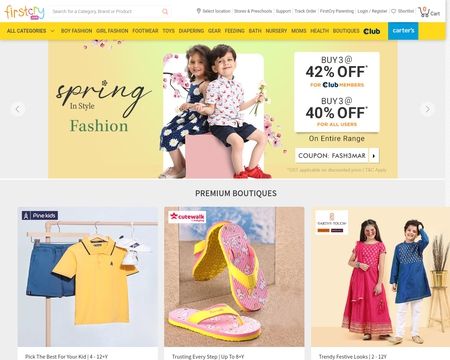 firstcry
.com
Search for a Category, Brand or Product
Select location | Stores & Preschools | Support | Track Order | FirstCry Parenting | Login / Register | Shortlist | Cart
ALL CATEGORIES BOY FASHION GIRL FASHION FOOTWEAR TOYS DIAPERING GEAR FEEDING BATH NURSERY MOMS HEALTH BOUTIQUES Club carter's
spring
In Style
Fashion
BUY 3 @
42% OFF*
FOR Club MEMBERS
BUY 3 @
40% OFF*
FOR ALL USERS
On Entire Range
COUPON: FASH3MAR
*GST applicable on discounted price | T&C Apply
PREMIUM BOUTIQUES
Pine kids
cutewalk
EARTHY TOUCH
Pick The Best For Your Kid | 4 - 12+Y
Trusting Every Step | Up To 8+Y
Trendy Festive Looks | 2 - 12Y